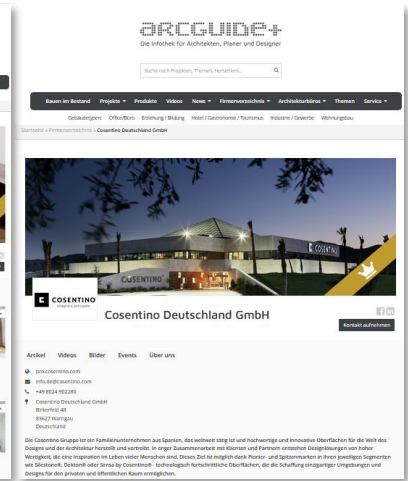 arcguide+
Die Infothek für Architekten, Planer und Designer
Suche nach Projekten, Themen, Herstellern...
Bauen im Bestand Projekte Produkte Videos News Firmenverzeichnis Architekturbüros Themen Service
Gebäudetypen: Office/Büro Erziehung / Bildung Hotel / Gastronomie / Tourismus Industrie / Gewerbe Wohnungsbau
Startseite » Firmenverzeichnis » Cosentino Deutschland GmbH
COSENTINO
COSENTINO
COSENTINO
Cosentino Deutschland GmbH
Kontakt aufnehmen
Artikel Videos Bilder Events Über uns
pro.cosentino.com
info.de@cosentino.com
+49 8024 902280
Cosentino Deutschland GmbH
Birkerfeld 48
83627 Warngau
Deutschland
Die Cosentino Gruppe ist ein Familienunternehmen aus Spanien, das weltweit tätig ist und hochwertige und innovative Oberflächen für die Welt des
Designs und der Architektur herstellt und vertreibt. In enger Zusammenarbeit mit Klienten und Partnern entstehen Designlösungen von hoher
Wertigkeit, die eine Inspiration im Leben vieler Menschen sind. Dieses Ziel ist möglich dank Pionier- und Spitzenmarken in ihren jeweiligen Segmenten
wie Silestone®, Dekton® oder Sensa by Cosentino® - technologisch fortschrittliche Oberflächen, die die Schaffung einzigartiger Umgebungen und
Designs für den privaten und öffentlichen Raum ermöglichen.